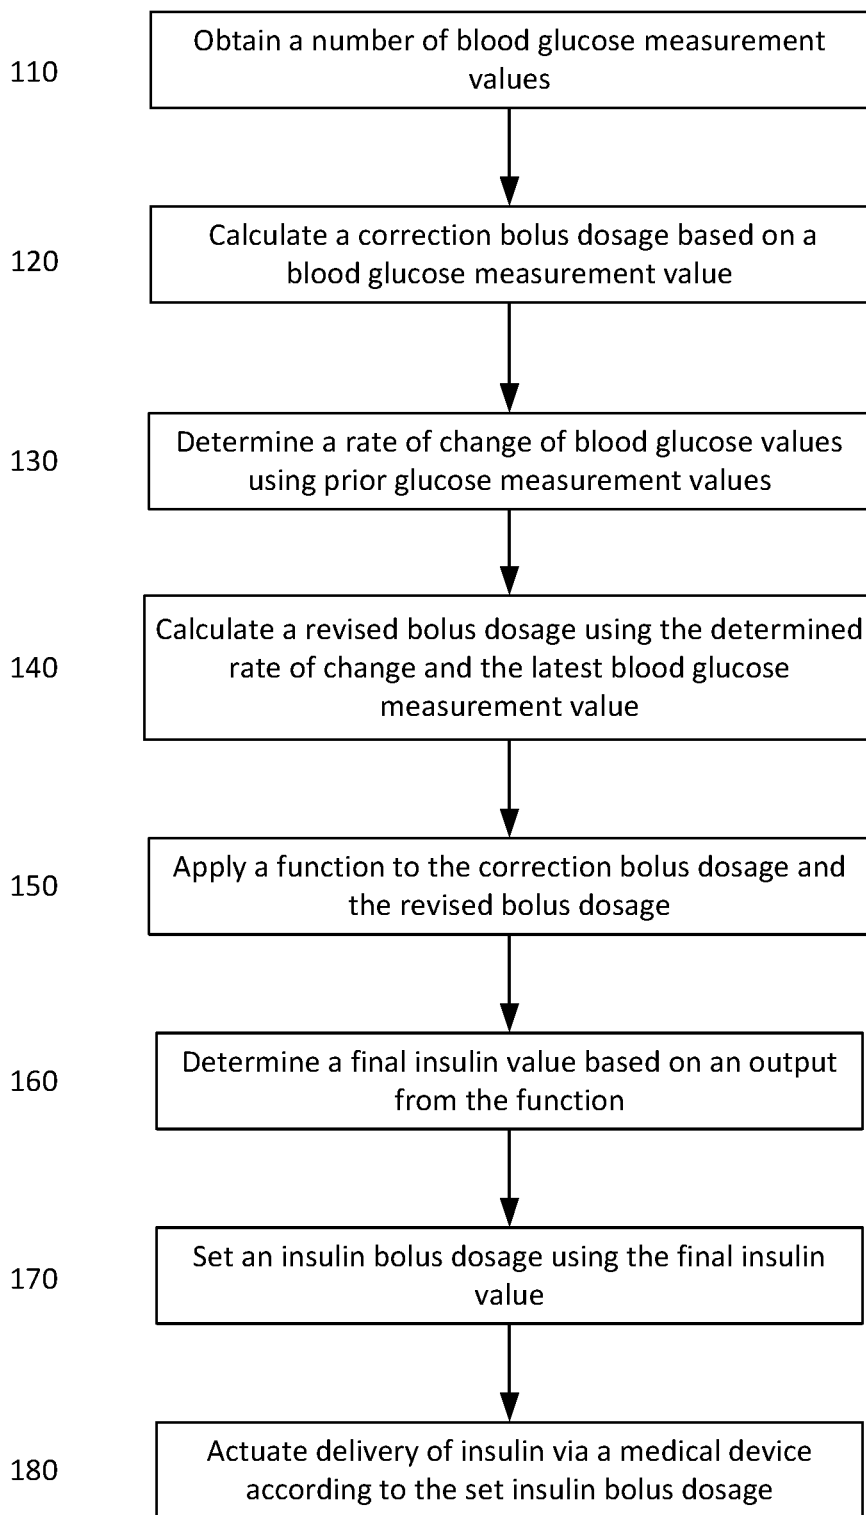 Obtain a number of blood glucose measurement
110
values
Calculate a correction bolus dosage based on a
120
blood glucose measurement value
Determine a rate of change of blood glucose values
130
using prior glucose measurement values
Calculate a revised bolus dosage using the determined
140
rate of change and the latest blood glucose
measurement value
Apply a function to the correction bolus dosage and
150
the revised bolus dosage
Determine a final insulin value based on an output
160
from the function
Set an insulin bolus dosage using the final insulin
170
value
Actuate delivery of insulin via a medical device
180
according to the set insulin bolus dosage